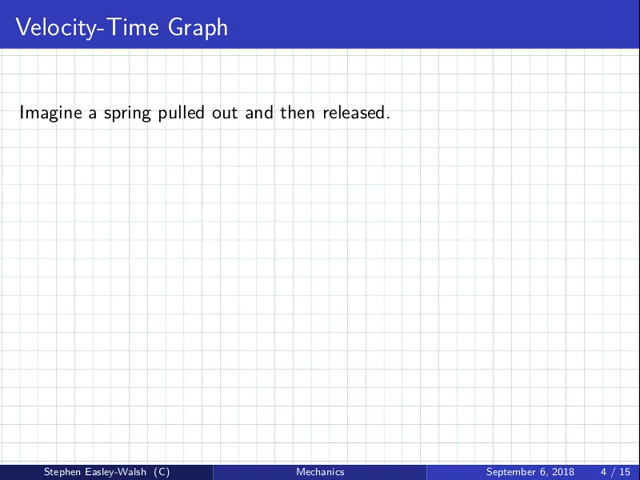 Velocity-Time Graph
Imagine a spring pulled out and then released.
Stephen Easley-Walsh (C) Mechanics September 6, 2018 4 / 15